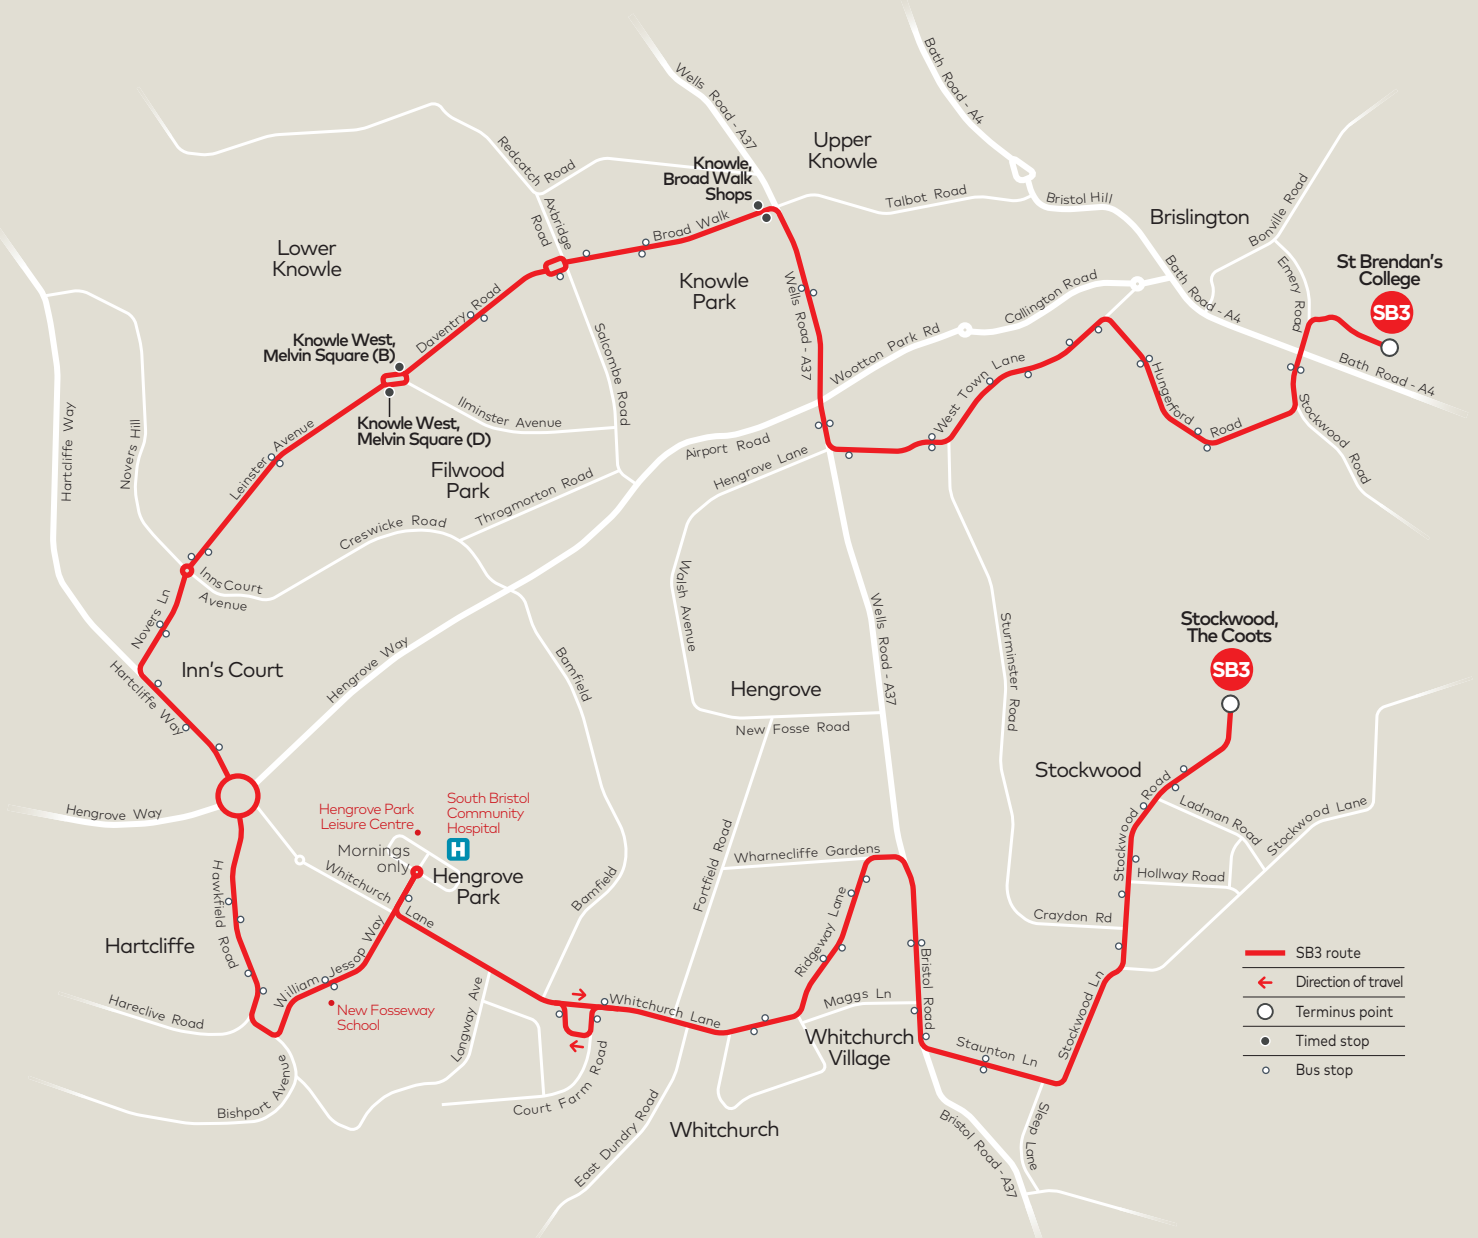 Wells Road - A37
Bath Road - A4
Upper
Knowle
Redcatch Road
Knowle,
Broad Walk
Shops
Axbridge
Road
Broad Walk
Talbot Road
Bristol Hill
Brislington
Bonville Road
Emery Road
St Brendan's
College
SB3
Lower
Knowle
Knowle
Park
Wells Road - A37
Callington Road
Bath Road - A4
Daventry Road
Salcombe Road
Wootton Park Rd
Knowle West,
Melvin Square (B)
Bath Road - A4
West Town Lane
Hungerford Road
Stockwood Road
Ilminster Avenue
Knowle West,
Melvin Square (D)
Leinster Avenue
Hartcliffe Way
Novers Hill
Filwood
Park
Airport Road
Hengrove Lane
Throgmorton Road
Creswicke Road
Inns Court
Avenue
Novers Ln
Walsh Avenue
Wells Road - A37
Sturminster Road
Stockwood,
The Coots
SB3
Inn's Court
Hengrove Way
Hartcliffe Way
Bamfield
Hengrove
New Fosse Road
Stockwood
Hengrove Way
Hengrove Park
Leisure Centre
South Bristol
Community
Hospital
H
Mornings
only
Hengrove
Park
Whitchurch Lane
Stockwood Road
Ladman Road
Stockwood Lane
Hollway Road
Wharnecliffe Gardens
Fortfield Road
Bamfield
Ridgeway Lane
Craydon Rd
Hawkfield Road
Hartcliffe
William Jessop Way
New Fosseway
School
Hareclive Road
Bishport Avenue
Longway Ave
Whitchurch Lane
Court Farm Road
Maggs Ln
Bristol Road
Whitchurch
Village
Staunton Ln
Stockwood Ln
Sleep Lane
Bristol Road - A37
East Dundry Road
Whitchurch
SB3 route
Direction of travel
Terminus point
Timed stop
Bus stop